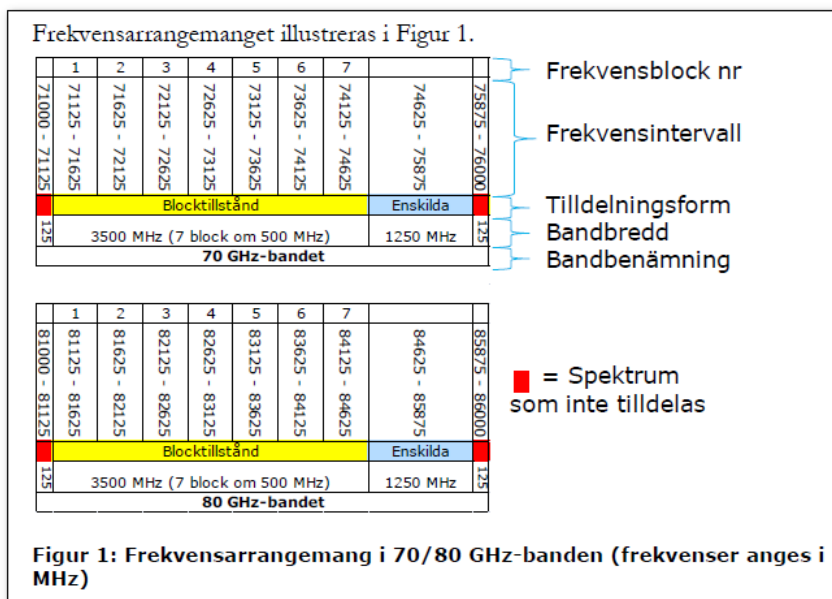 Frekvensarrangemanget illustreras i Figur 1.
1 2 3 4 5 6 7
Frekvensblock nr
71000 - 71125
71125 - 71625
71625 - 72125
72125 - 72625
72625 - 73125
73125 - 73625
73625 - 74125
74125 - 74625
74625 - 75875
75875 - 76000
Frekvensintervall
Blocktillstånd Enskilda
Tilldelningsform
125 3500 MHz (7 block om 500 MHz) 1250 MHz 125
Bandbredd
70 GHz-bandet
Bandbenämning
1 2 3 4 5 6 7
81000 - 81125
81125 - 81625
81625 - 82125
82125 - 82625
82625 - 83125
83125 - 83625
83625 - 84125
84125 - 84625
84625 - 85875
85875 - 86000
Blocktillstånd Enskilda
125 3500 MHz (7 block om 500 MHz) 1250 MHz 125
80 GHz-bandet
= Spektrum
som inte tilldelas
Figur 1: Frekvensarrangemang i 70/80 GHz-banden (frekvenser anges i
MHz)